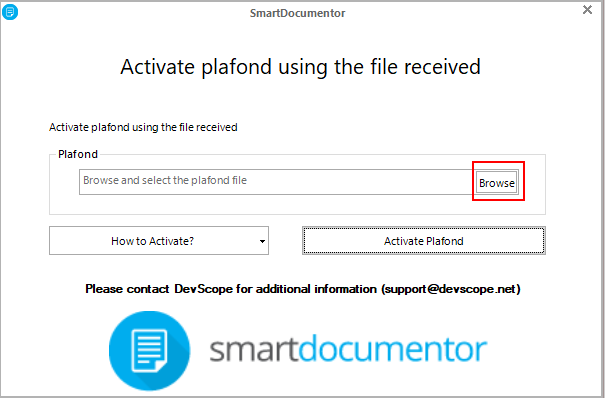 SmartDocumentor
Activate plafond using the file received
Activate plafond using the file received
Plafond
Browse and select the plafond file
Browse
How to Activate?
Activate Plafond
Please contact DevScope for additional information (support@devscope.net)
smartdocumentor